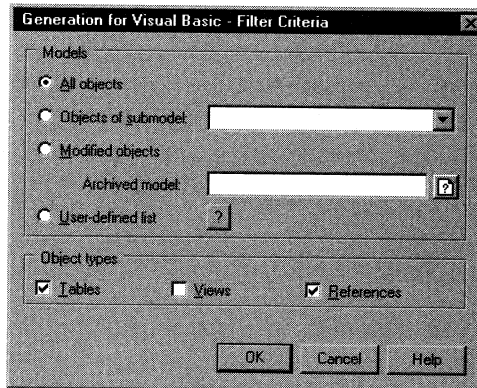 Generation for Visual Basic - Filter Criteria
Models
All objects
Objects of submodel:
Modified objects
Archived model:
?
User-defined list
?
Object types
Tables
Views
References
OK
Cancel
Help